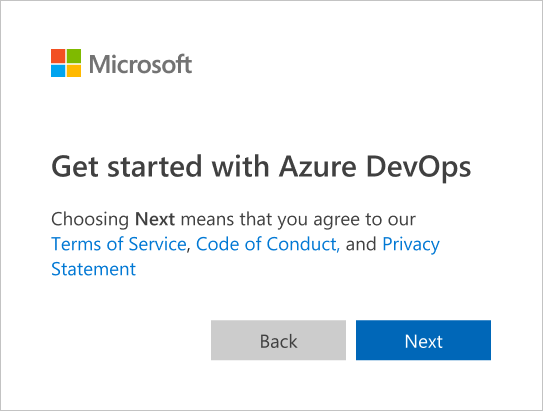 Microsoft
Get started with Azure DevOps
Choosing Next means that you agree to our
Terms of Service, Code of Conduct, and Privacy
Statement
Back
Next